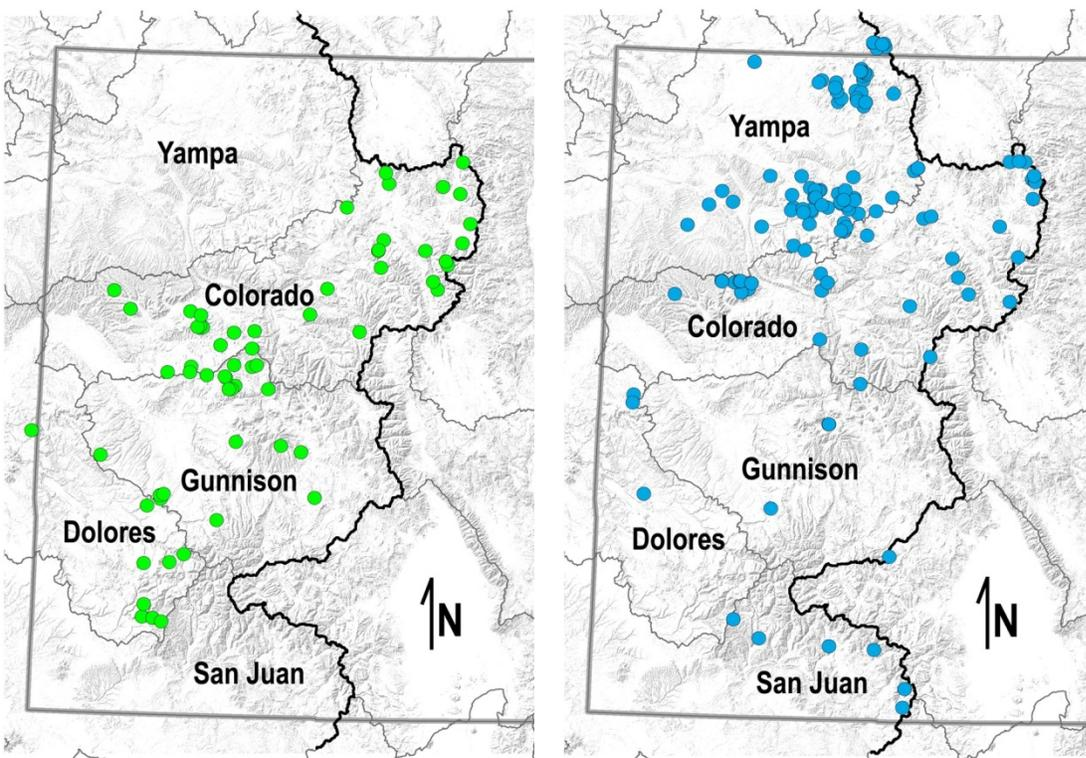 Yampa
Colorado
Gunnison
Dolores
San Juan
N
Yampa
Colorado
Gunnison
Dolores
San Juan
N